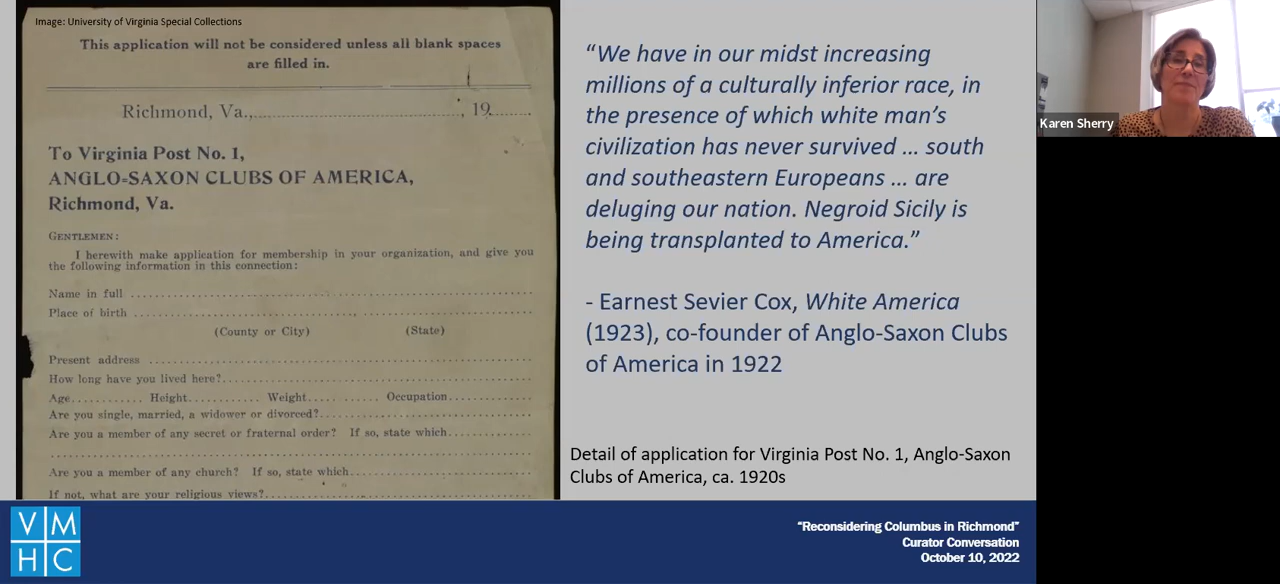 Image: University of Virginia Special Collections
This application will not be considered unless all blank spaces
are filled in.
Richmond, Va., , 19
To Virginia Post No. 1,
ANGLO=SAXON CLUBS OF AMERICA,
Richmond, Va.
GENTLEMEN:
I herewith make application for membership in your organization, and give you
the following information in this connection:
Name in full
Place of birth
(County or City) (State)
Present address
How long have you lived here?
Age Height Weight Occupation
Are you single, married, a widower or divorced?
Are you a member of any secret or fraternal order? If so, state which
Are you a member of any church? If so, state which
If not, what are your religious views?
“We have in our midst increasing
millions of a culturally inferior race, in
the presence of which white man’s
civilization has never survived … south
and southeastern Europeans … are
deluging our nation. Negroid Sicily is
being transplanted to America.”
- Earnest Sevier Cox, White America
(1923), co-founder of Anglo-Saxon Clubs
of America in 1922
Detail of application for Virginia Post No. 1, Anglo-Saxon
Clubs of America, ca. 1920s
Karen Sherry
VM
HC
“Reconsidering Columbus in Richmond”
Curator Conversation
October 10, 2022